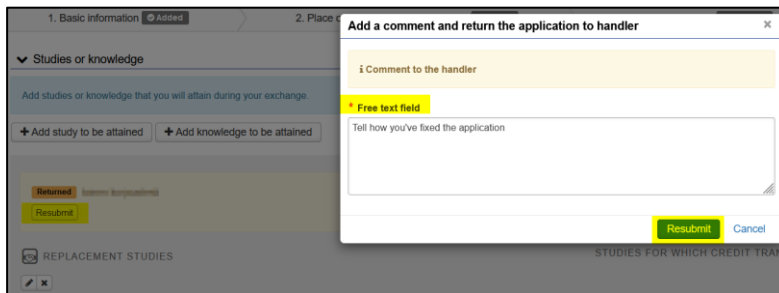 1. Basic information Added
2. Place
Studies or knowledge
Add studies or knowledge that you will attain during your exchange.
+ Add study to be attained + Add knowledge to be attained
Returned
Resubmit
REPLACEMENT STUDIES
STUDIES FOR WHICH CREDIT TRAN
Add a comment and return the application to handler ×
i Comment to the handler
* Free text field
Tell how you've fixed the application
Resubmit Cancel